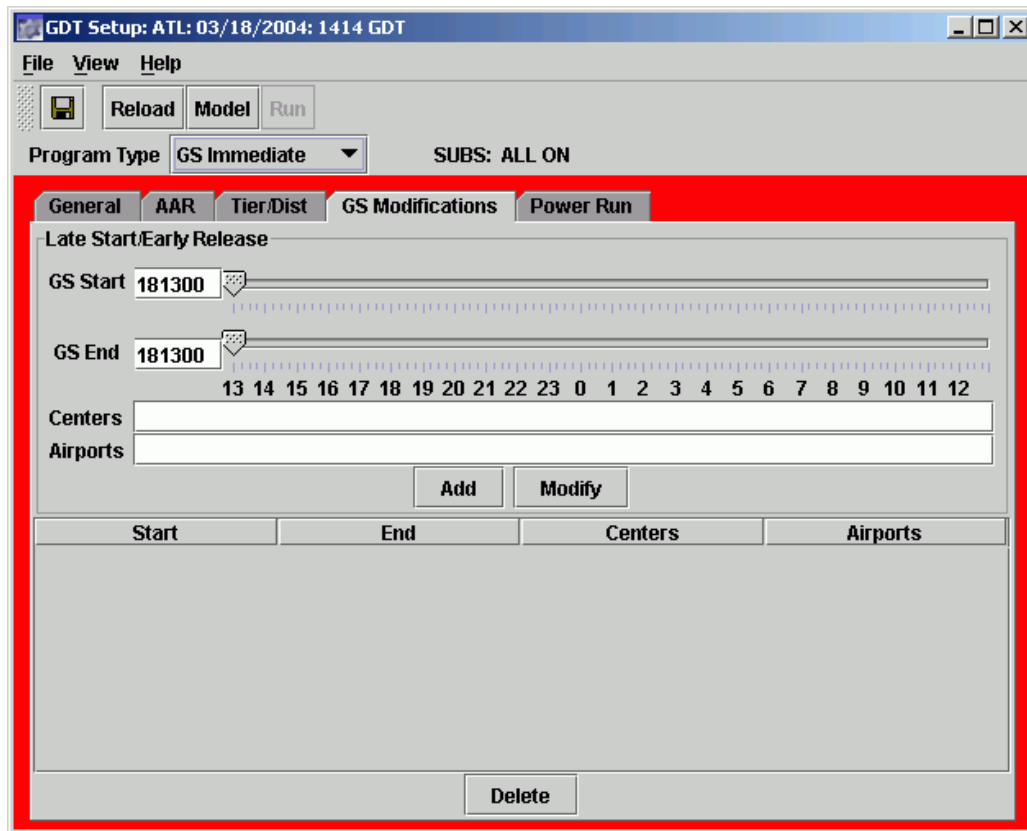 GDT Setup: ATL: 03/18/2004: 1414 GDT
File View Help
Reload Model Run
Program Type GS Immediate SUBS: ALL ON
General AAR Tier/Dist GS Modifications Power Run
Late Start/Early Release
GS Start 181300
GS End 181300
13 14 15 16 17 18 19 20 21 22 23 0 1 2 3 4 5 6 7 8 9 10 11 12
Centers
Airports
Add Modify
Start End Centers Airports
Delete